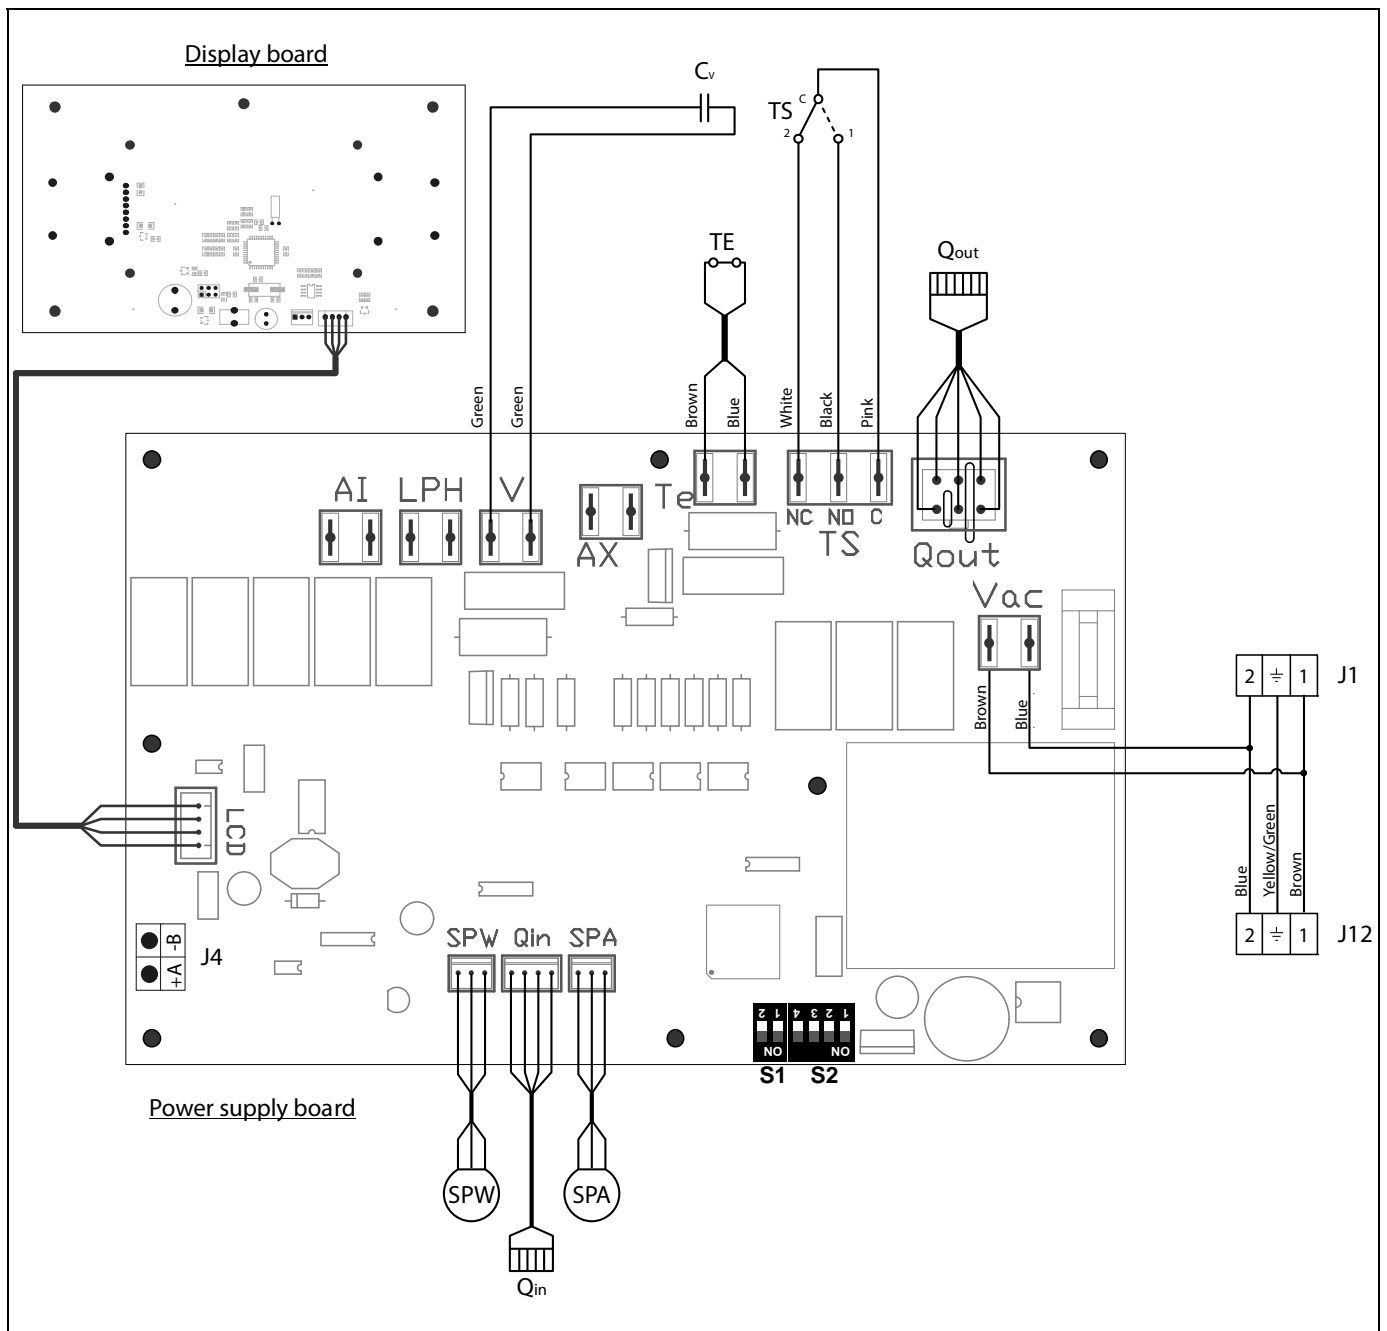 Display board
Cv
TS
C
2
1
TE
Qout
Green
Green
Brown
Blue
White
Black
Pink
AI
LPH
V
AX
Te
NC
NO
C
TS
Qout
Vac
Brown
Blue
2
1
J1
LCD
Blue
Yellow/Green
Brown
2
1
J12
-B
+A
J4
SPW
Qin
SPA
2 1
ON
4 3 2 1
ON
S1
S2
Power supply board
SPW
SPA
Qin